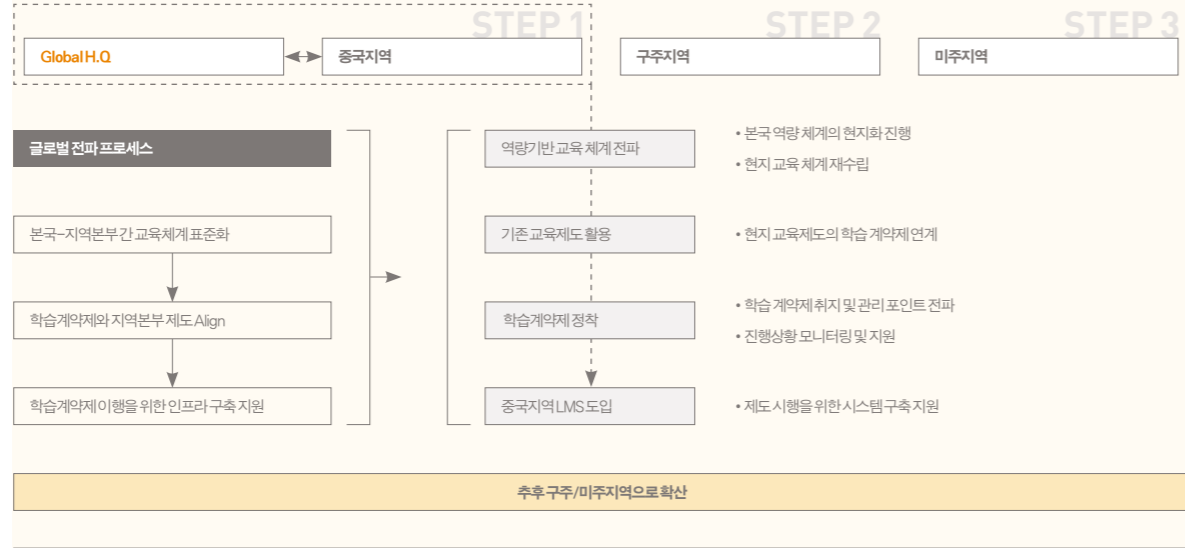 STEP 1
STEP 2
STEP 3
Global H.Q
중국지역
구주지역
미주지역
글로벌 전파 프로세스
본국-지역본부 간 교육체계 표준화
학습계약제와 지역본부 제도 Align
학습계약제 이행을 위한 인프라 구축 지원
역량기반 교육 체계 전파
• 본국 역량 체계의 현지화 진행
• 현지 교육 체계 재수립
기존 교육제도 활용
• 현지 교육제도의 학습 계약제 연계
학습계약제 정착
• 학습 계약제 취지 및 관리 포인트 전파
• 진행상황 모니터링 및 지원
중국지역 LMS 도입
• 제도 시행을 위한 시스템 구축 지원
추후 구주/미주지역으로 확산